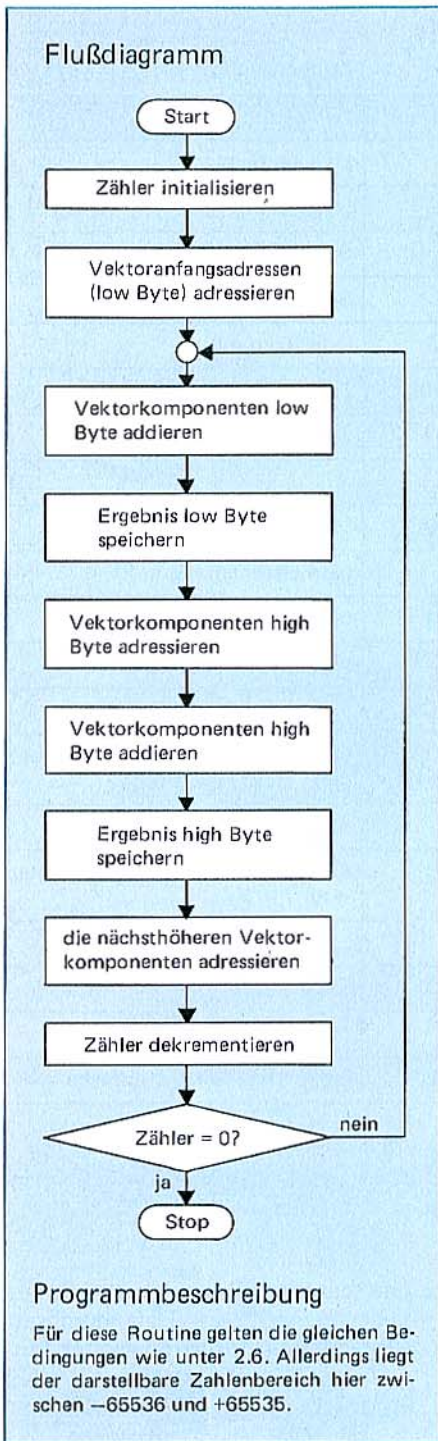 Flußdiagramm
Start
Zähler initialisieren
Vektoranfangsadressen
(low Byte) adressieren
Vektorkomponenten low
Byte addieren
Ergebnis low Byte
speichern
Vektorkomponenten high
Byte adressieren
Vektorkomponenten high
Byte addieren
Ergebnis high Byte
speichern
die nächsthöheren Vektor-
komponenten adressieren
Zähler dekrementieren
Zähler = 0?
nein
ja
Stop
Programmbeschreibung
Für diese Routine gelten die gleichen Be-
dingungen wie unter 2.6. Allerdings liegt
der darstellbare Zahlenbereich hier zwi-
schen −65536 und +65535.